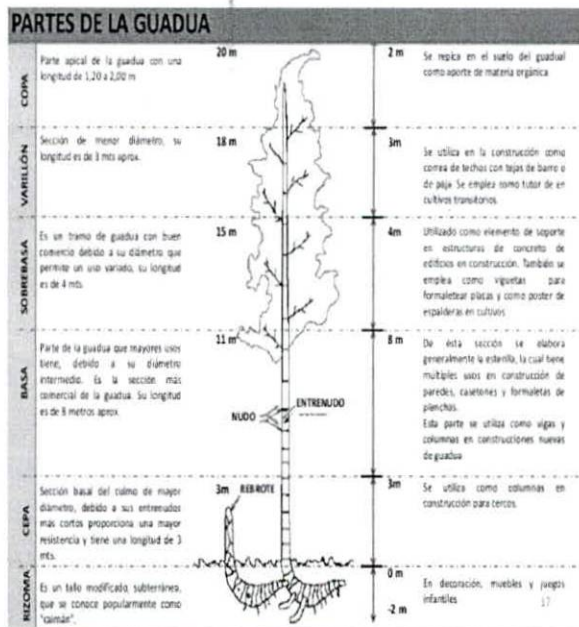 PARTES DE LA GUADUA
COPA
Parte apical de la guadua con una
longitud de 1,20 a 2,00 m
20 m
2 m
Se repica en el suelo del guadual
como aporte de materia orgánica
VARILLÓN
Sección de menor diámetro, su
longitud es de 3 mts aprox.
18 m
3m
Se utiliza en la construcción como
correa de techos con tejas de barro o
de paja. Se emplea como tutor de en
cultivos transitorios
SOBREBASA
Es un tramo de guadua con buen
comercio debido a su diámetro que
permite un uso variado, su longitud
es de 4 mts.
15 m
4m
Utilizado como elemento de soporte
en estructuras de concreto de
edificios en construcción. También se
emplea como viguetas para
formaletear placas y como poster de
espalderas en cultivos
BASA
Parte de la guadua que mayores usos
tiene, debido a su diámetro
intermedio. Es la sección más
comercial de la guadua. Su longitud
es de 8 metros aprox
11 m
8 m
NUDO
ENTRENUDO
De ésta sección se elabora
generalmente la esterilla, la cual tiene
múltiples usos en construcción de
paredes, casetones y formaletas de
planchas.
Esta parte se utiliza como vigas y
columnas en construcciones nuevas
de guadua
CEPA
Sección basal del culmo de mayor
diámetro, debido a sus entrenudos
más cortos proporciona una mayor
resistencia y tiene una longitud de 3
mts.
3m
REBROTE
3m
Se utiliza como columnas en
construcción para cercos.
RIZOMA
Es un tallo modificado, subterráneo,
que se conoce popularmente como
"caimán".
0 m
-2 m
En decoración, muebles y juegos
infantiles
17